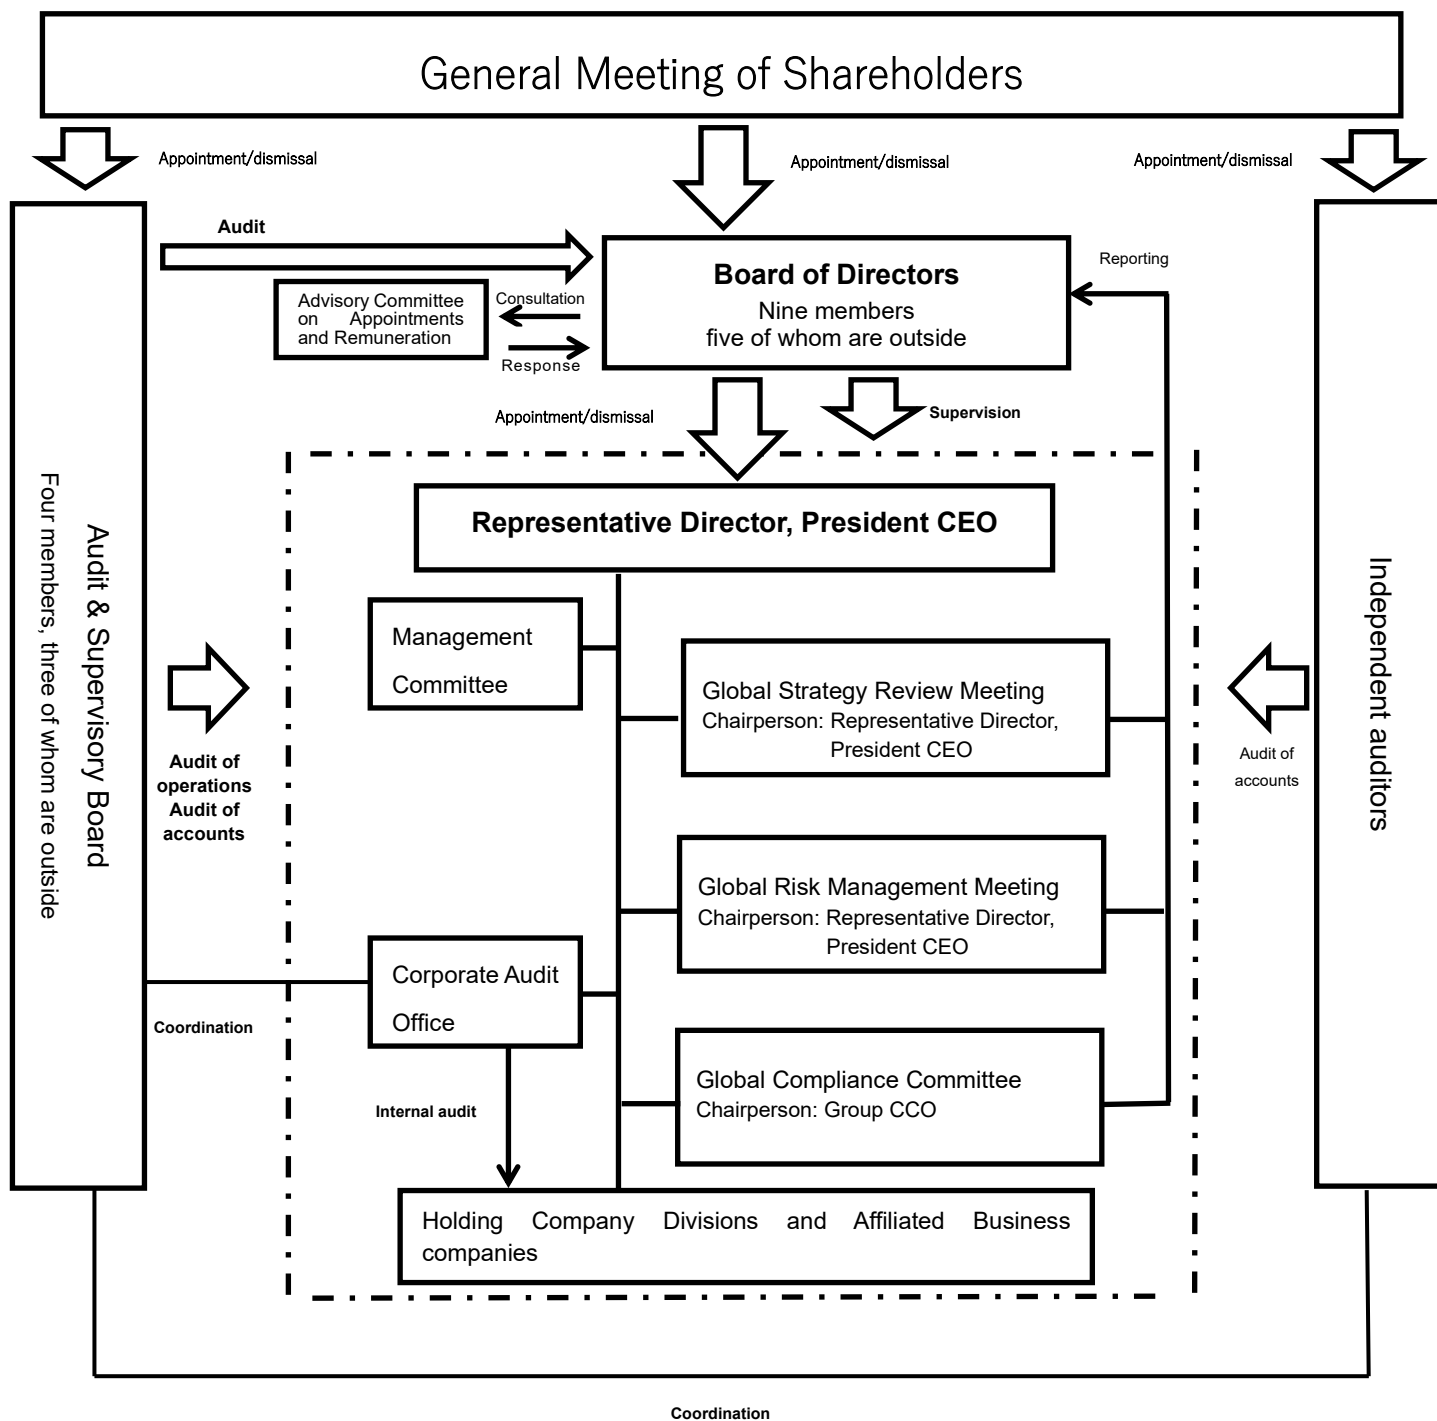 General Meeting of Shareholders
Appointment/dismissal
Appointment/dismissal
Appointment/dismissal
Audit
Board of Directors
Nine members
five of whom are outside
Reporting
Advisory Committee
on Appointments
and Remuneration
Consultation
Response
Appointment/dismissal
Supervision
Representative Director, President CEO
Audit & Supervisory Board
Four members, three of whom are outside
Independent auditors
Management
Committee
Global Strategy Review Meeting
Chairperson: Representative Director,
President CEO
Audit of
operations
Audit of
accounts
Audit of
accounts
Global Risk Management Meeting
Chairperson: Representative Director,
President CEO
Corporate Audit
Office
Coordination
Global Compliance Committee
Chairperson: Group CCO
Internal audit
Holding Company Divisions and Affiliated Business
companies
Coordination